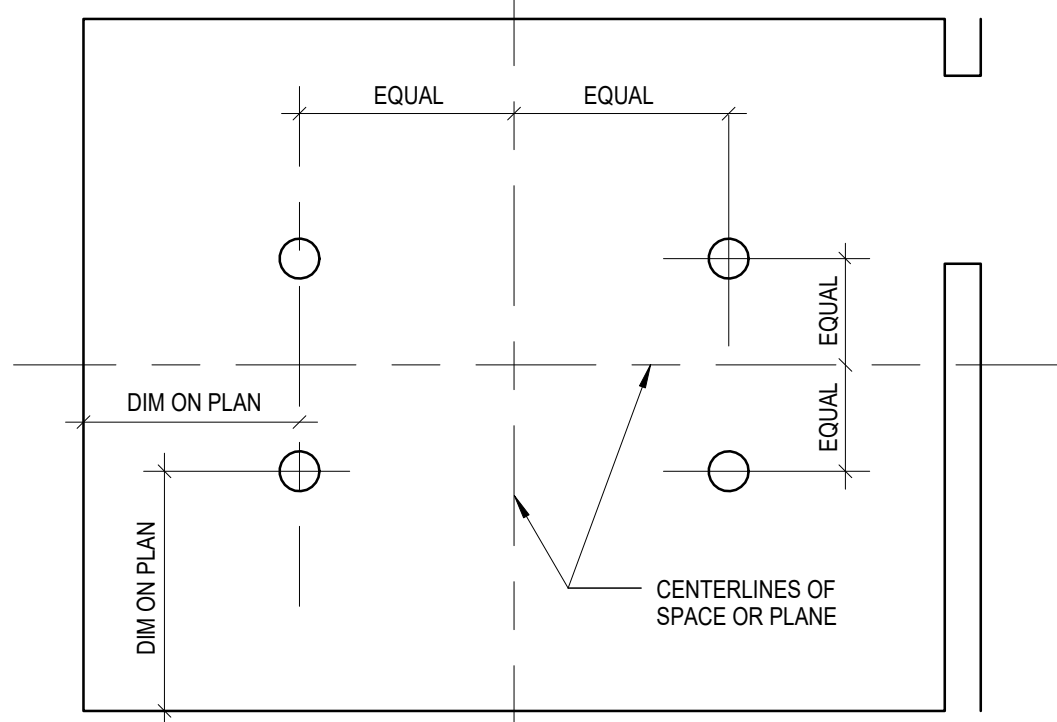 EQUAL
EQUAL
EQUAL
DIM ON PLAN
EQUAL
DIM ON PLAN
CENTERLINES OF
SPACE OR PLANE